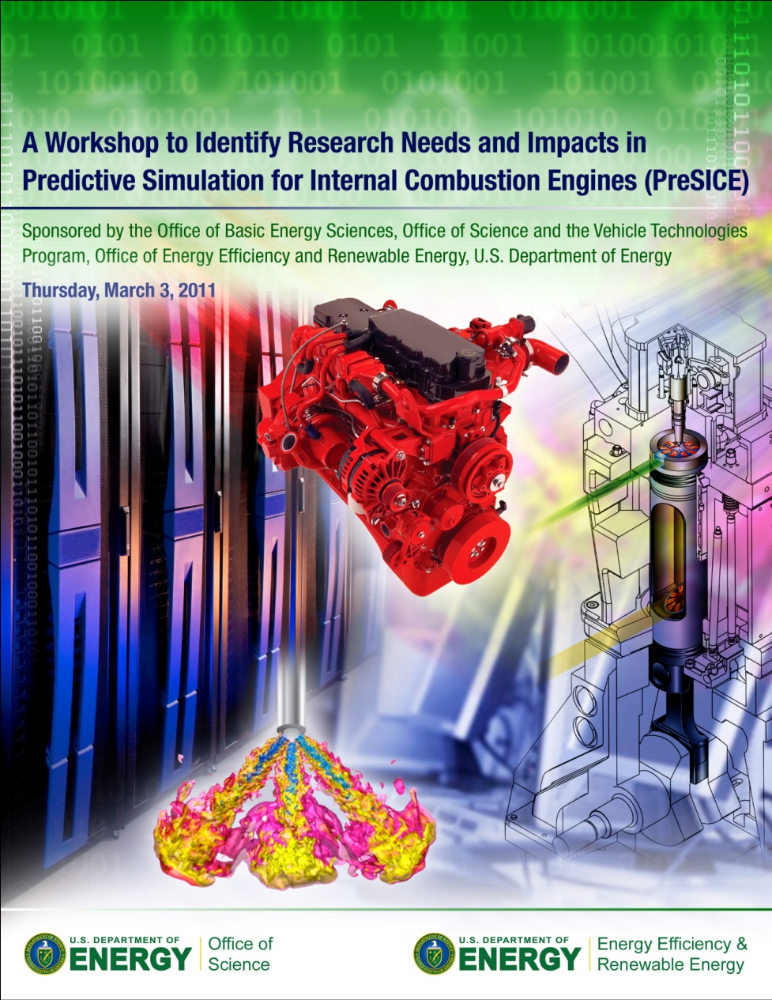 A Workshop to Identify Research Needs and Impacts in
Predictive Simulation for Internal Combustion Engines (PreSICE)
Sponsored by the Office of Basic Energy Sciences, Office of Science and the Vehicle Technologies
Program, Office of Energy Efficiency and Renewable Energy, U.S. Department of Energy
Thursday, March 3, 2011
U.S. DEPARTMENT OF
ENERGY
Office of
Science
U.S. DEPARTMENT OF
ENERGY
Energy Efficiency &
Renewable Energy